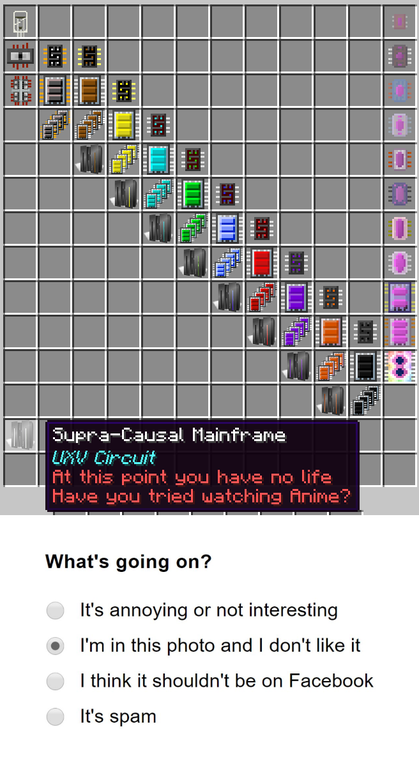 Supra-Causal Mainframe
UXV Circuit
At this point you have no life
Have you tried watching Anime?
What's going on?
It's annoying or not interesting
I'm in this photo and I don't like it
I think it shouldn't be on Facebook
It's spam